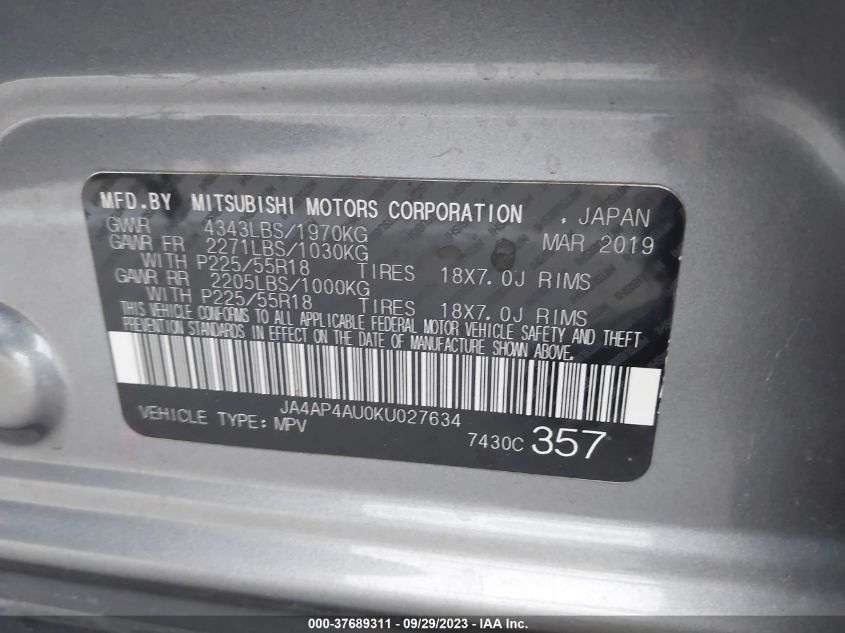 MFD.BY MITSUBISHI MOTORS CORPORATION , JAPAN
GVWR 4343LBS/1970KG MAR 2019
GAWR FR 2271LBS/1030KG
WITH P225/55R18 TIRES 18X7.0J RIMS
GAWR RR 2205LBS/1000KG
WITH P225/55R18 TIRES 18X7.0J RIMS
THIS VEHICLE CONFORMS TO ALL APPLICABLE FEDERAL MOTOR VEHICLE SAFETY AND THEFT
PREVENTION STANDARDS IN EFFECT ON THE DATE OF MANUFACTURE SHOWN ABOVE.
JA4AP4AU0KU027634
VEHICLE TYPE: MPV 7430C 357
000-37689311 - 09/29/2023 - IAA Inc.